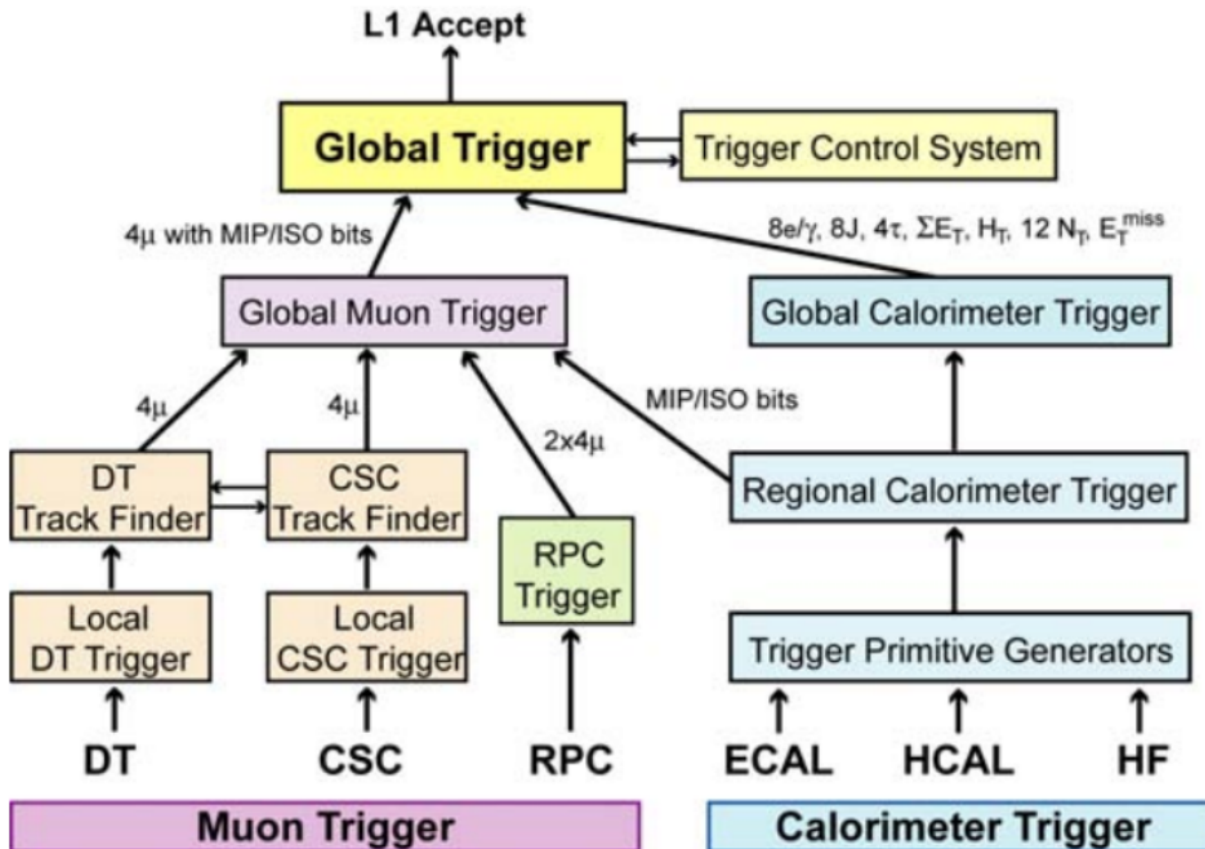 L1 Accept
Global Trigger
Trigger Control System
4μ with MIP/ISO bits
8e/γ, 8J, 4τ, ΣE_T, H_T, 12 N_T, E_T^miss
Global Muon Trigger
Global Calorimeter Trigger
4μ
4μ
2x4μ
MIP/ISO bits
DT
Track Finder
CSC
Track Finder
Regional Calorimeter Trigger
RPC
Trigger
Local
DT Trigger
Local
CSC Trigger
Trigger Primitive Generators
DT
CSC
RPC
ECAL
HCAL
HF
Muon Trigger
Calorimeter Trigger